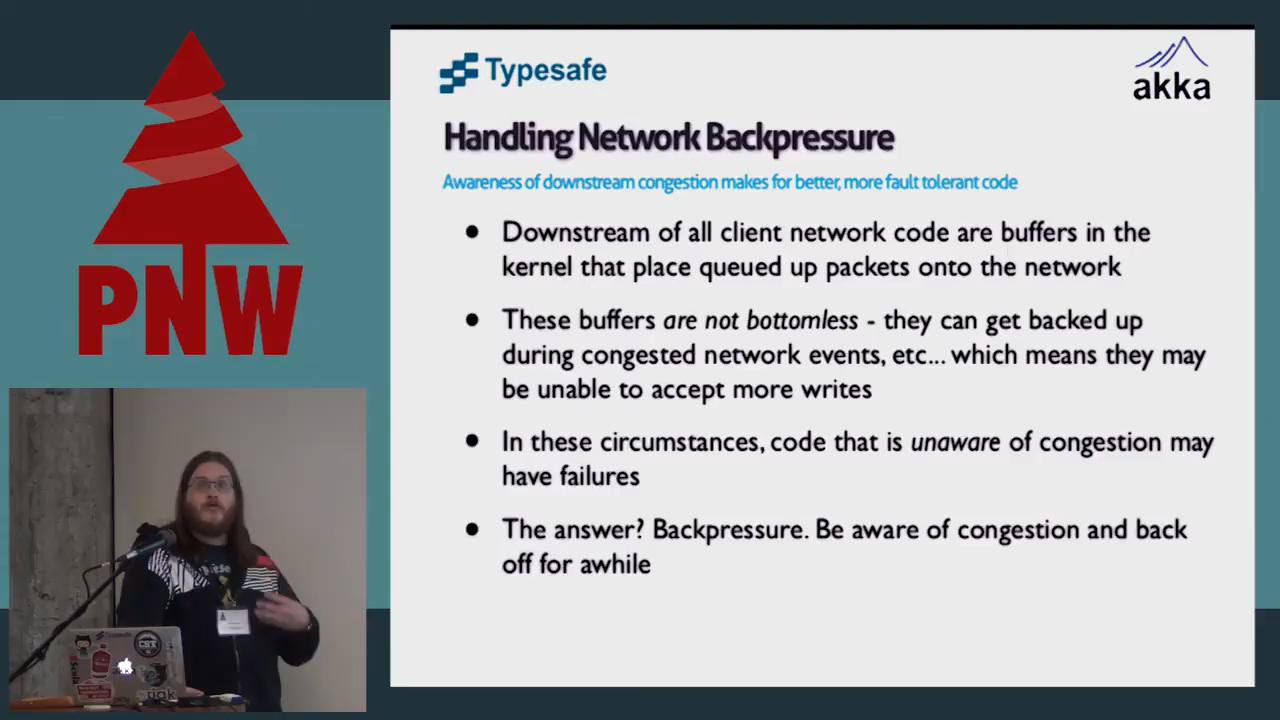 PNW
Typesafe
akka
Handling Network Backpressure
Awareness of downstream congestion makes for better, more fault tolerant code
• Downstream of all client network code are buffers in the
kernel that place queued up packets onto the network
• These buffers are not bottomless - they can get backed up
during congested network events, etc... which means they may
be unable to accept more writes
• In these circumstances, code that is unaware of congestion may
have failures
• The answer? Backpressure. Be aware of congestion and back
off for awhile
Typesafe